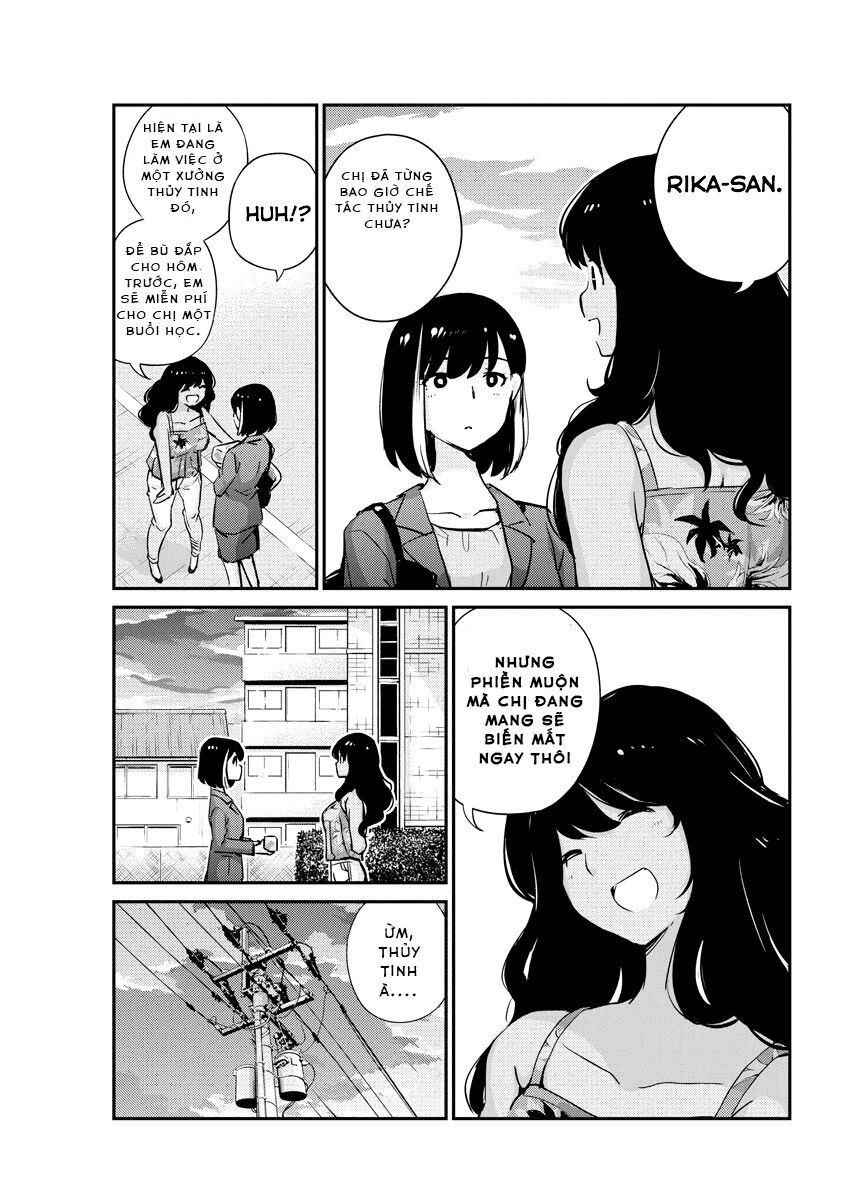 RIKA-SAN.
CHỊ ĐÃ TỪNG
BAO GIỜ CHẾ
TÁC THỦY TINH
CHƯA?
HUH!?
HIỆN TẠI LÀ
EM ĐANG
LÀM VIỆC Ở
MỘT XƯỞNG
THỦY TINH
ĐÓ,
ĐỂ BÙ ĐẮP
CHO HÔM
TRƯỚC, EM
SẼ MIỄN PHÍ
CHO CHỊ MỘT
BUỔI HỌC.
NHƯNG
PHIỀN MUỘN
MÀ CHỊ ĐANG
MANG SẼ
BIẾN MẤT
NGAY THÔI
ỪM,
THỦY
TINH
À....